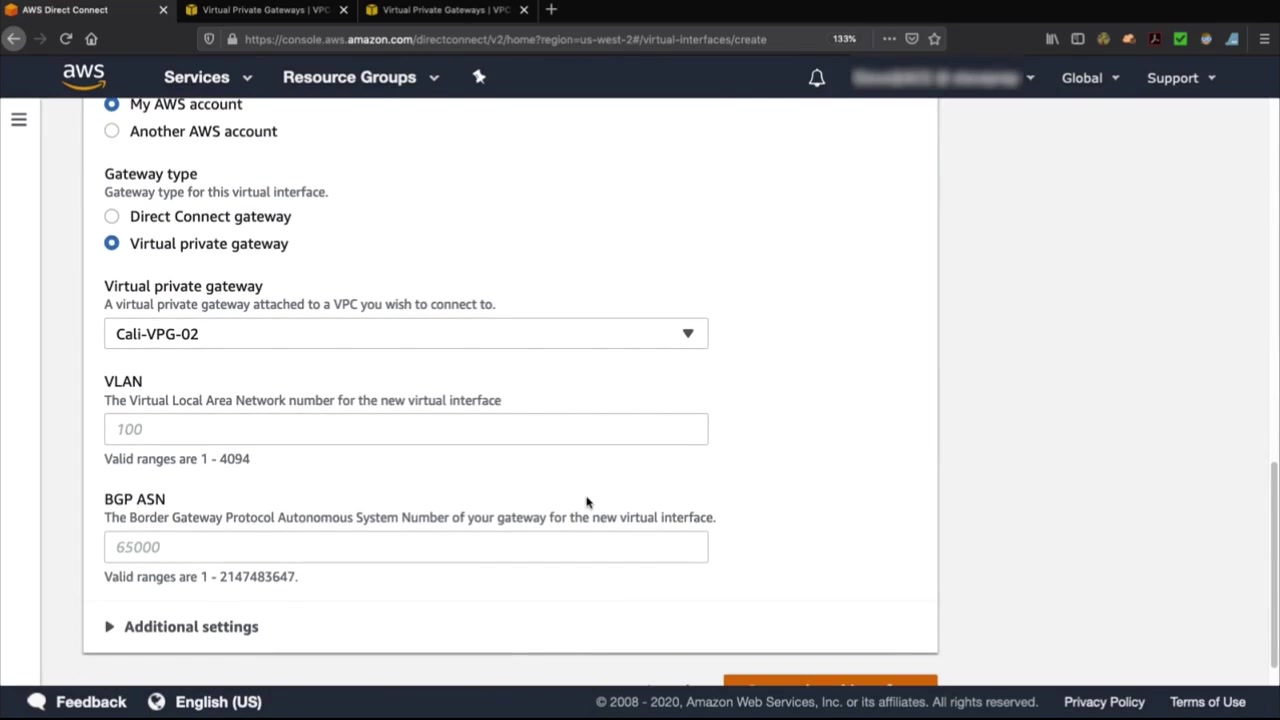 AWS Direct Connect
Virtual Private Gateways | VPC
Virtual Private Gateways | VPC
https://console.aws.amazon.com/directconnect/v2/home?region=us-west-2#/virtual-interfaces/create
133%
aws
Services
Resource Groups
Global
Support
My AWS account
Another AWS account
Gateway type
Gateway type for this virtual interface.
Direct Connect gateway
Virtual private gateway
Virtual private gateway
A virtual private gateway attached to a VPC you wish to connect to.
Cali-VPG-02
VLAN
The Virtual Local Area Network number for the new virtual interface
100
Valid ranges are 1 - 4094
BGP ASN
The Border Gateway Protocol Autonomous System Number of your gateway for the new virtual interface.
65000
Valid ranges are 1 - 2147483647.
Additional settings
Feedback
English (US)
© 2008 - 2020, Amazon Web Services, Inc. or its affiliates. All rights reserved.
Privacy Policy
Terms of Use